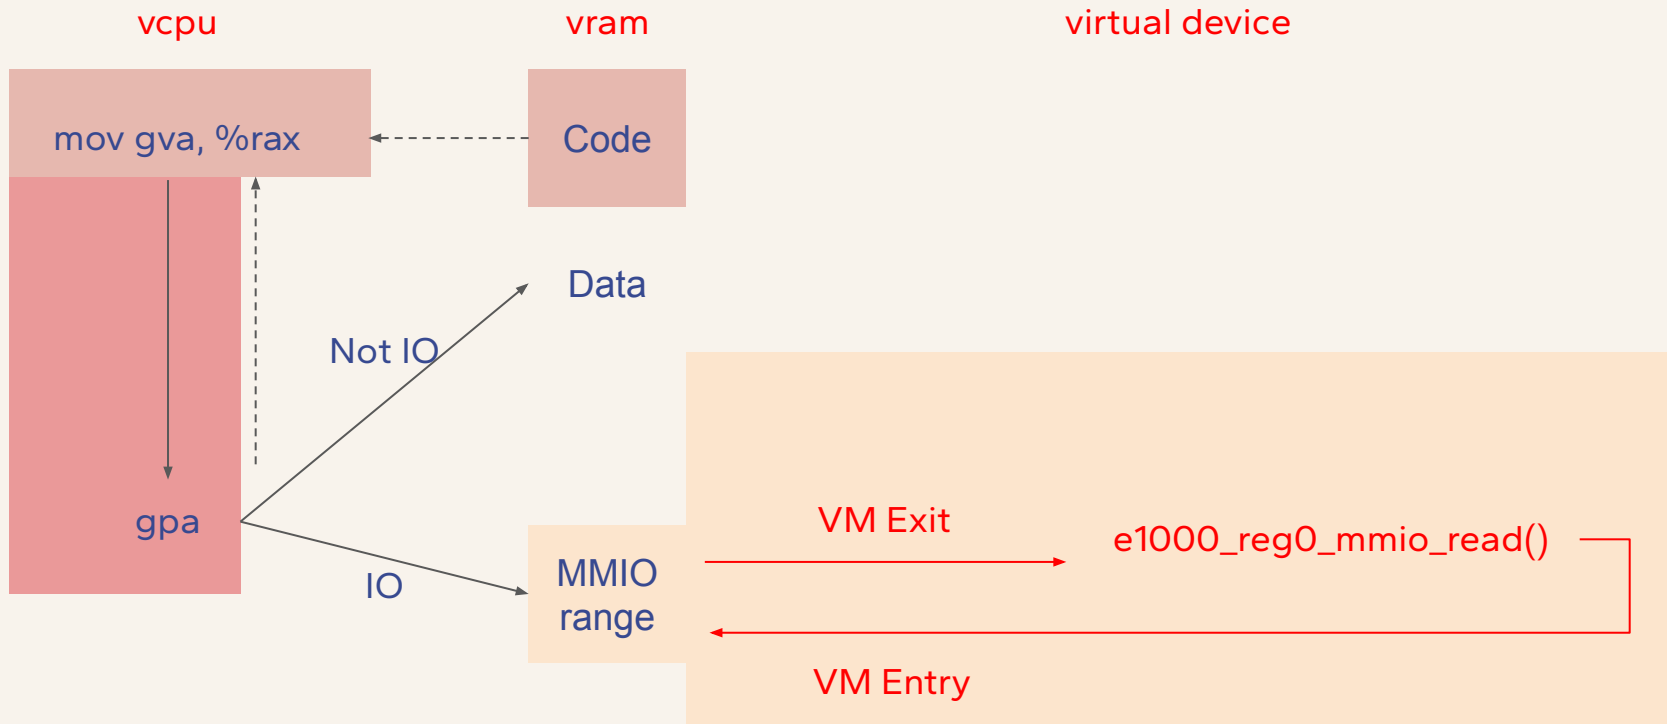 vcpu
vram
virtual device
mov gva, %rax
Code
Data
Not IO
gpa
IO
MMIO
range
VM Exit
e1000_reg0_mmio_read()
VM Entry